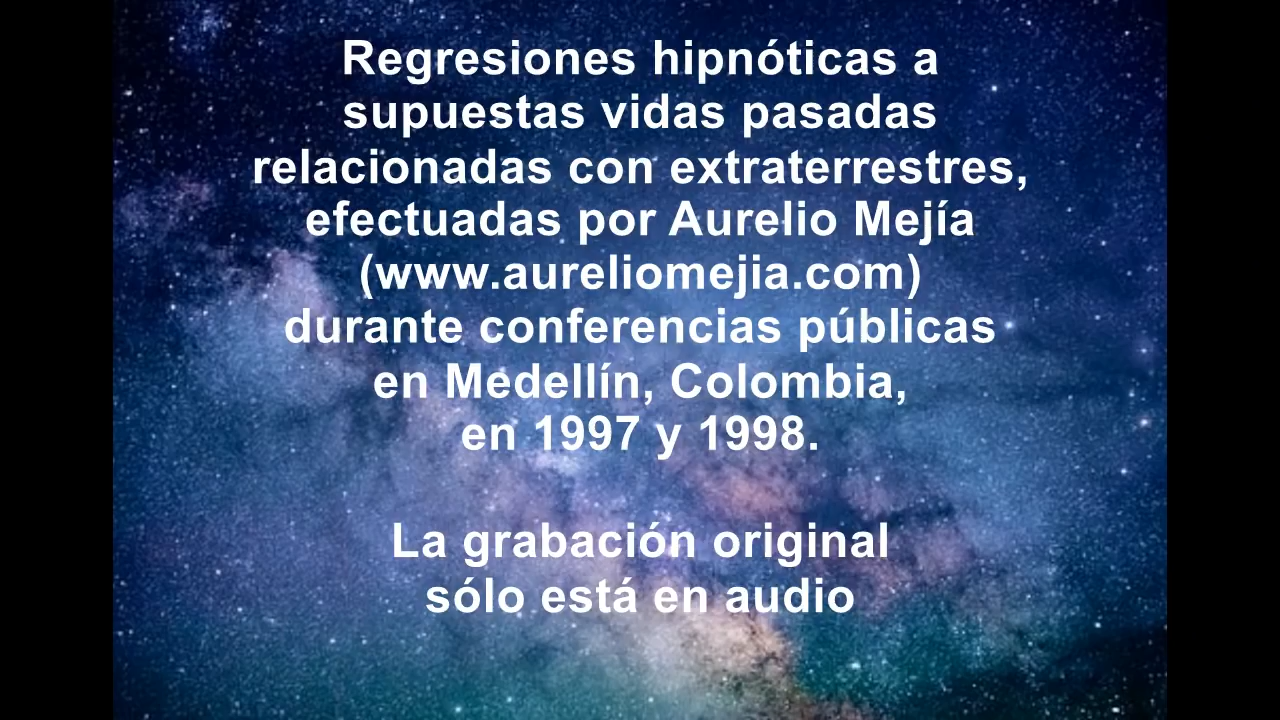 Regresiones hipnóticas a
supuestas vidas pasadas
relacionadas con extraterrestres,
efectuadas por Aurelio Mejía
(www.aureliomejia.com)
durante conferencias públicas
en Medellín, Colombia,
en 1997 y 1998.
La grabación original
sólo está en audio